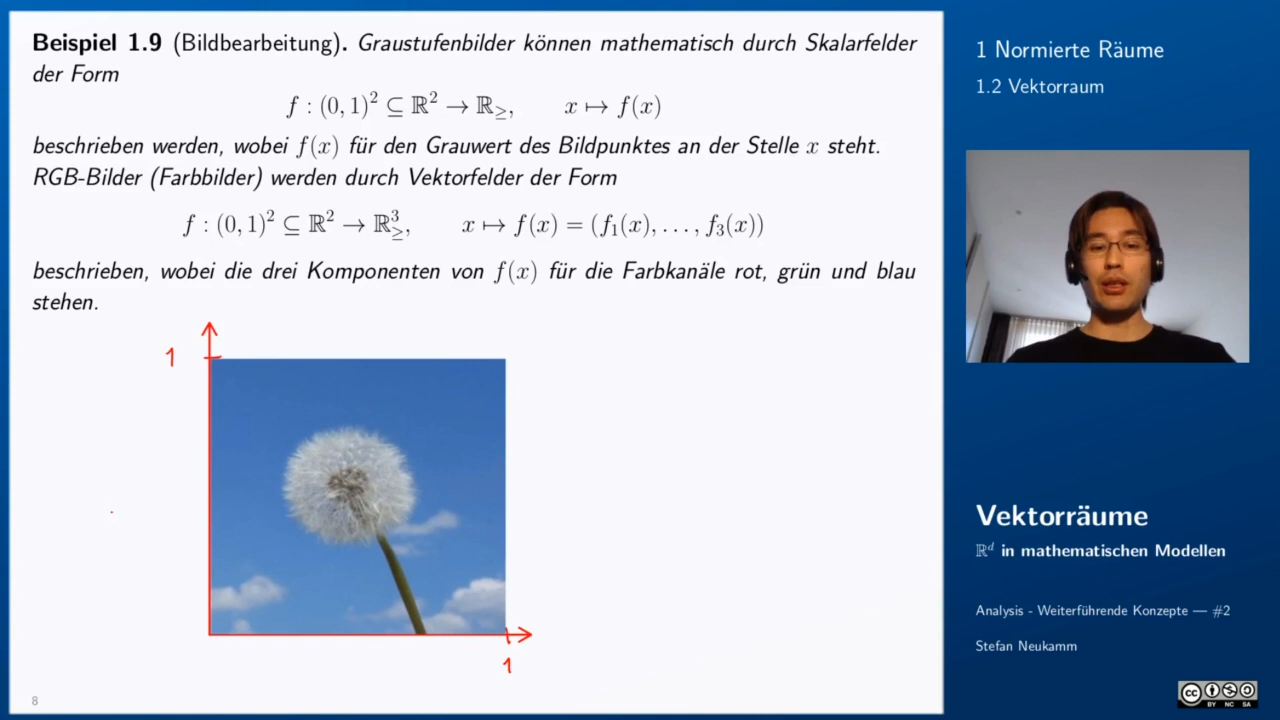 Beispiel 1.9 (Bildbearbeitung). Graustufenbilder können mathematisch durch Skalarfelder
der Form
f : (0, 1)² ⊆ ℝ² → ℝ≥, x ↦ f(x)
beschrieben werden, wobei f(x) für den Grauwert des Bildpunktes an der Stelle x steht.
RGB-Bilder (Farbbilder) werden durch Vektorfelder der Form
f : (0, 1)² ⊆ ℝ² → ℝ³≥, x ↦ f(x) = (f₁(x), . . . , f₃(x))
beschrieben, wobei die drei Komponenten von f(x) für die Farbkanäle rot, grün und blau
stehen.
1
1
8
1 Normierte Räume
1.2 Vektorraum
Vektorräume
ℝᵈ in mathematischen Modellen
Analysis - Weiterführende Konzepte — #2
Stefan Neukamm
cc BY NC SA